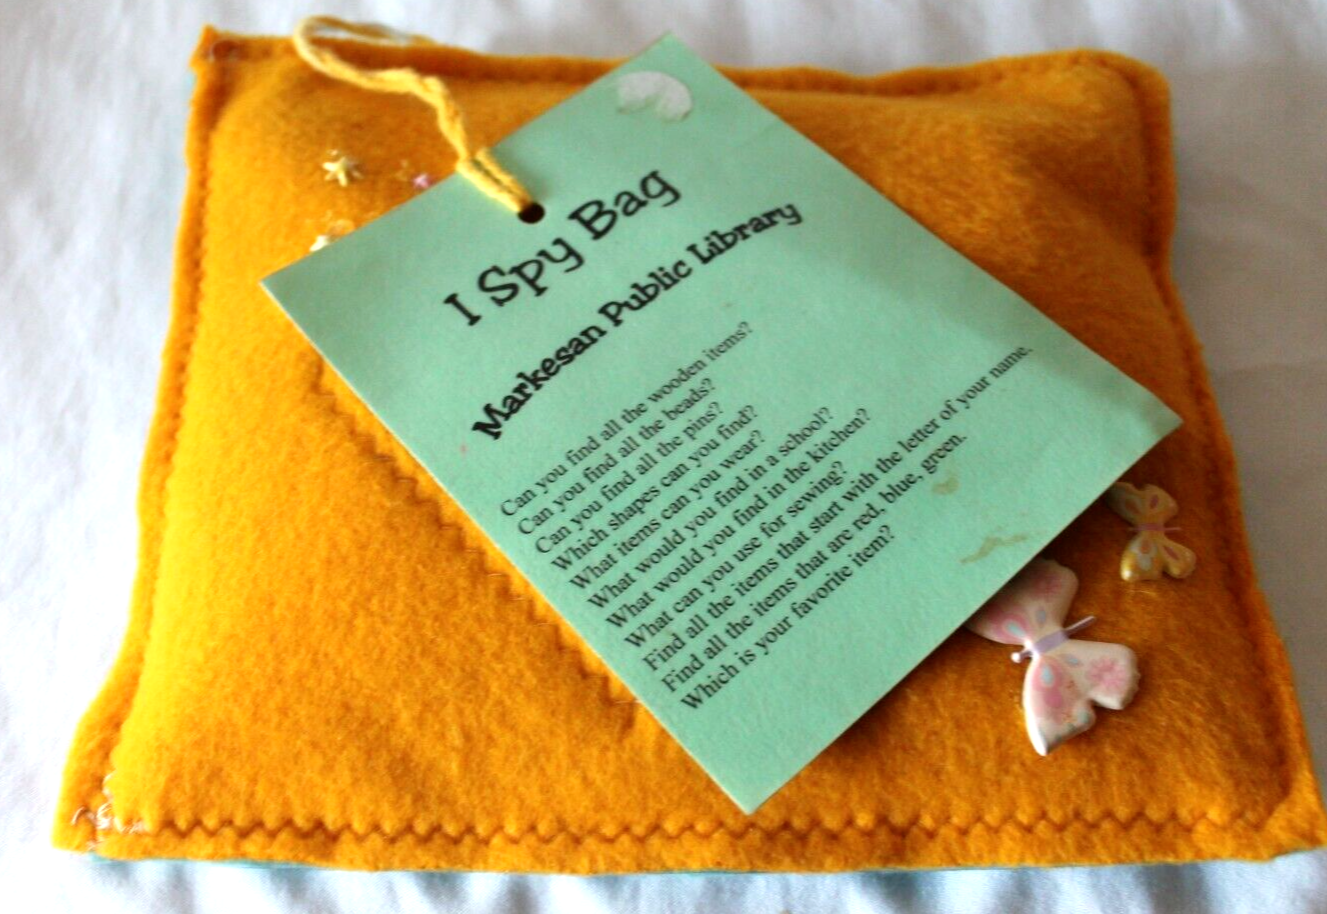 I Spy Bag
Markesan Public Library
Can you find all the wooden items?
Can you find all the beads?
Can you find all the pins?
Which shapes can you find?
What items can you wear?
What would you find in a school?
What would you find in the kitchen?
What can you use for sewing?
Find all the items that start with the letter of your name.
Find all the items that are red, blue, green.
Which is your favorite item?